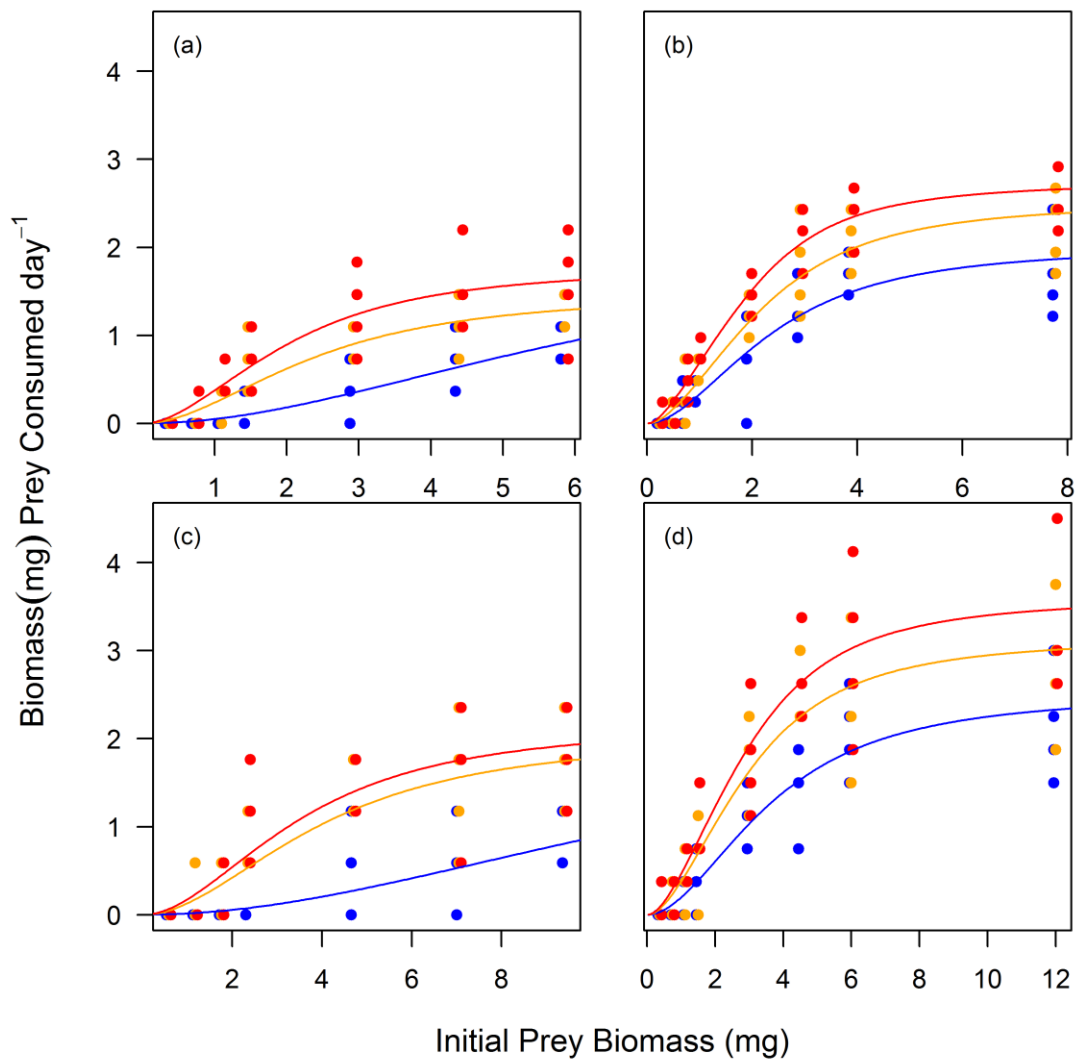 (a)
(b)
4
3
2
1
0
1 2 3 4 5 6
0 2 4 6 8
(c)
(d)
4
3
2
1
0
2 4 6 8
0 2 4 6 8 10 12
Biomass(mg) Prey Consumed day⁻¹
Initial Prey Biomass (mg)